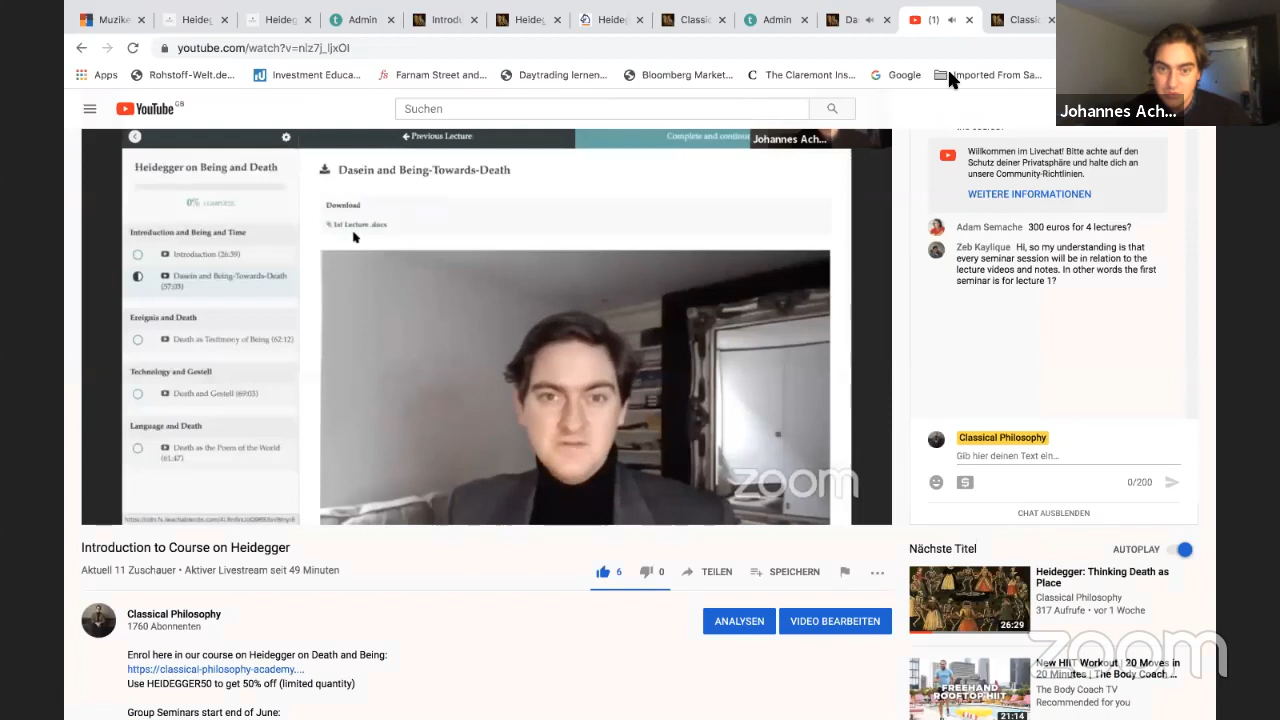 Muzike
Heideg
Heideg
Admin
Introdu
Heideg
Heideg
Classic
Admin
Da
(1)
Classic
youtube.com/watch?v=nlz7j_ljxOI
Apps
Rohstoff-Welt.de...
Investment Educa...
Farnam Street and...
Daytrading lernen...
Bloomberg Market...
The Claremont Ins...
Google
Imported From Sa...
Johannes Ach...
YouTube GB
Suchen
Previous Lecture
Complete and continue
Johannes Ach...
Heidegger on Being and Death
0% COMPLETE
Introduction and Being and Time
Introduction (26:39)
Dasein and Being-Towards-Death
(57:03)
Ereignis and Death
Death as Testimony of Being (62:12)
Technology and Gestell
Death and Gestell (69:03)
Language and Death
Death as the Poem of the World
(61:47)
Dasein and Being-Towards-Death
Download
1st Lecture .docx
zoom
Willkommen im Livechat! Bitte achte auf den
Schutz deiner Privatsphäre und halte dich an
unsere Community-Richtlinien.
WEITERE INFORMATIONEN
Adam Semache 300 euros for 4 lectures?
Zeb Kaylique Hi, so my understanding is that
every seminar session will be in relation to the
lecture videos and notes. In other words the first
seminar is for lecture 1?
Classical Philosophy
Gib hier deinen Text ein...
0/200
CHAT AUSBLENDEN
Introduction to Course on Heidegger
Aktuell 11 Zuschauer • Aktiver Livestream seit 49 Minuten
6
0
TEILEN
SPEICHERN
Classical Philosophy
1760 Abonnenten
ANALYSEN
VIDEO BEARBEITEN
Enrol here in our course on Heidegger on Death and Being:
https://classical-philosophy-academy....
Use HEIDEGGER50 to get 50% off (limited quantity)
Group Seminars start end of June:
Nächste Titel
AUTOPLAY
Heidegger: Thinking Death as
Place
Classical Philosophy
317 Aufrufe • vor 1 Woche
26:29
New HIIT Workout | 20 Moves in
20 Minutes | The Body Coach ...
The Body Coach TV
Recommended for you
FREEHAND
ROOFTOP HIIT
21:14
zoom